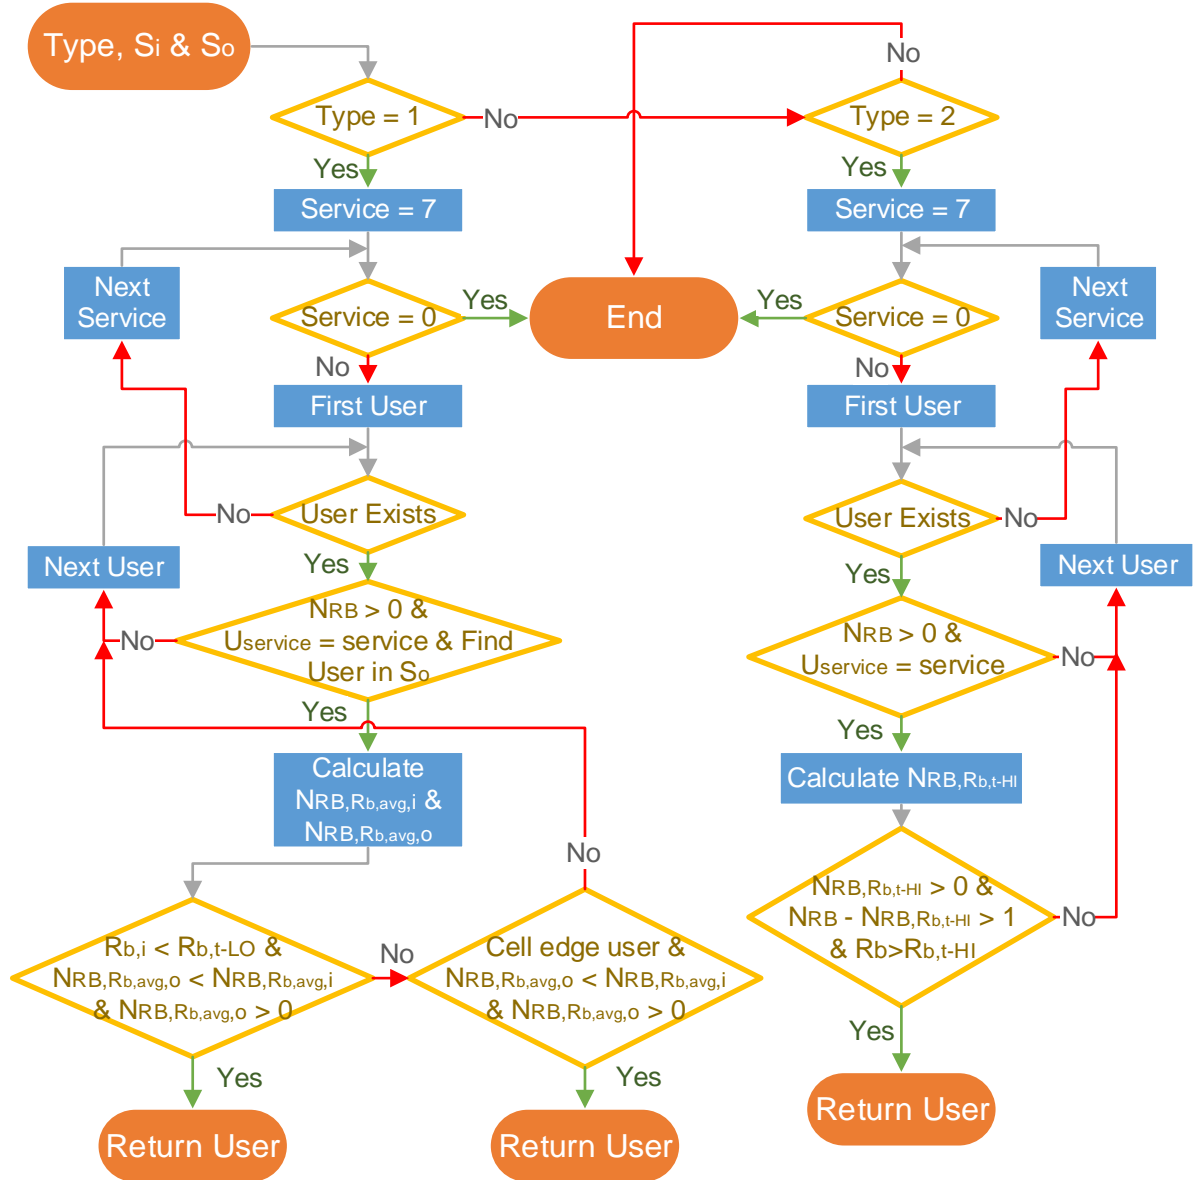 Type, Si & So
No
Type = 1
No
Type = 2
Yes
Yes
Service = 7
Service = 7
Next
Service
Next
Service
Service = 0
Yes
End
Yes
Service = 0
No
No
First User
First User
User Exists
No
User Exists
No
Yes
Yes
Next User
Next User
NRB > 0 &
Uservice = service & Find
User in So
No
NRB > 0 &
Uservice = service
No
Yes
Yes
Calculate
NRB,Rb,avg,i &
NRB,Rb,avg,o
Calculate NRB,Rb,t-HI
No
NRB,Rb,t-HI > 0 &
NRB - NRB,Rb,t-HI > 1
& Rb>Rb,t-HI
No
Rb,i < Rb,t-LO &
NRB,Rb,avg,o < NRB,Rb,avg,i
& NRB,Rb,avg,o > 0
No
Cell edge user &
NRB,Rb,avg,o < NRB,Rb,avg,i
& NRB,Rb,avg,o > 0
Yes
Yes
Yes
Return User
Return User
Return User